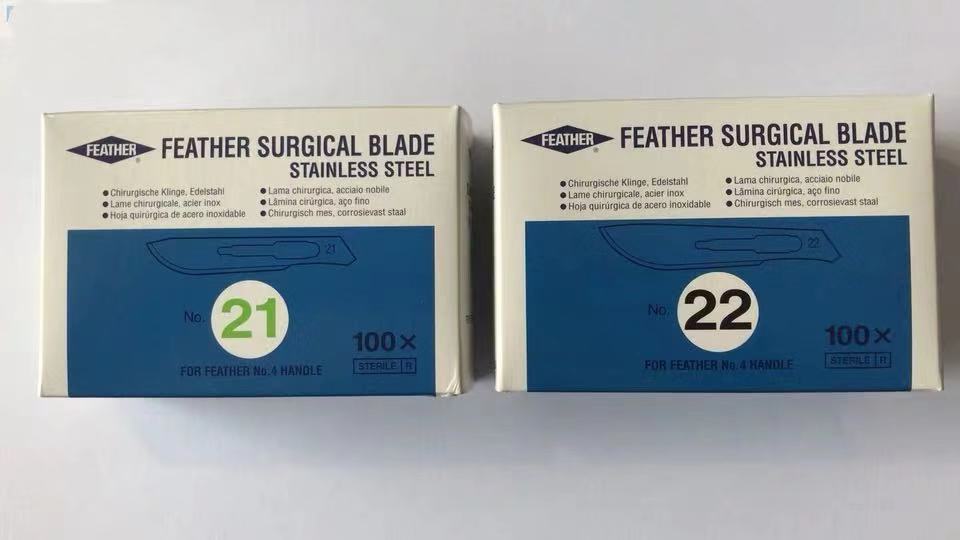 FEATHER
FEATHER SURGICAL BLADE
STAINLESS STEEL
● Chirurgische Klinge, Edelstahl
● Lame chirurgicale, acier inox
● Hoja quirúrgica de acero inoxidable
● Lama chirurgica, acciaio nobile
● Lâmina cirúrgica, aço fino
● Chirurgisch mes, corrosievast staal
21
No. 21
100×
STERILE R
FOR FEATHER No.4 HANDLE
FEATHER
FEATHER SURGICAL BLADE
STAINLESS STEEL
● Chirurgische Klinge, Edelstahl
● Lame chirurgicale, acier inox
● Hoja quirúrgica de acero inoxidable
● Lama chirurgica, acciaio nobile
● Lâmina cirúrgica, aço fino
● Chirurgisch mes, corrosievast staal
22
No. 22
100×
STERILE R
FOR FEATHER No.4 HANDLE